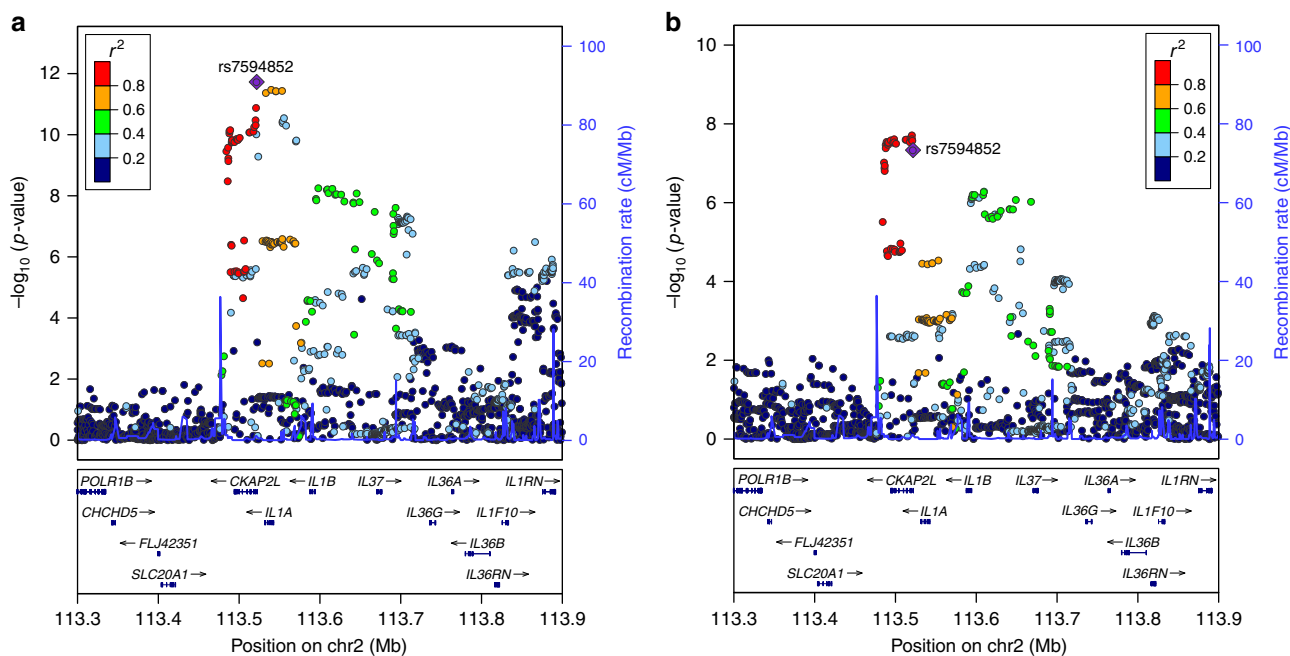 a
–log10 (p-value)
12
10
8
6
4
2
0
r2
0.8
0.6
0.4
0.2
rs7594852
100
80
60
40
20
0
Recombination rate (cM/Mb)
POLR1B → ← CKAP2L ← IL1B IL37 → IL36A → IL1RN →
CHCHD5 → ← IL1A IL36G → IL1F10 →
← FLJ42351 ← IL36B
SLC20A1 → IL36RN →
113.3 113.4 113.5 113.6 113.7 113.8 113.9
Position on chr2 (Mb)
b
–log10 (p-value)
10
8
6
4
2
0
r2
0.8
0.6
0.4
0.2
rs7594852
100
80
60
40
20
0
Recombination rate (cM/Mb)
POLR1B → ← CKAP2L ← IL1B IL37 → IL36A → IL1RN →
CHCHD5 → ← IL1A IL36G → IL1F10 →
← FLJ42351 ← IL36B
SLC20A1 → IL36RN →
113.3 113.4 113.5 113.6 113.7 113.8 113.9
Position on chr2 (Mb)